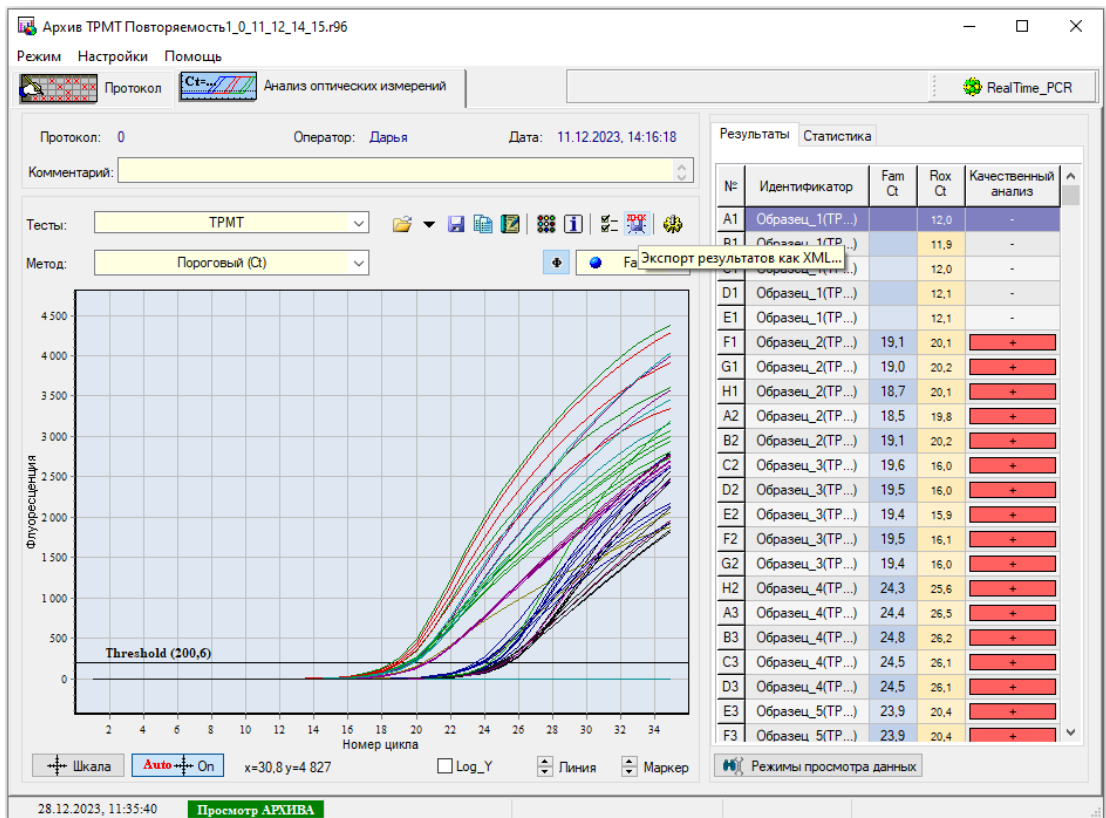 Архив ТРМТ Повторяемость1_0_11_12_14_15.r96
Режим Настройки Помощь
Протокол Ct=... Анализ оптических измерений RealTime_PCR
Протокол: 0 Оператор: Дарья Дата: 11.12.2023, 14:16:18
Комментарий:
Тесты: ТРМТ
Метод: Пороговый (Ct) Ф Fa
Экспорт результатов как XML...
4 500
4 000
3 500
3 000
2 500
2 000
1 500
1 000
500
0
Флуоресценция
Threshold (200,6)
2 4 6 8 10 12 14 16 18 20 22 24 26 28 30 32 34
Номер цикла
Шкала Auto On x=30,8 y=4 827 Log_Y Линия Маркер
Результаты Статистика
№ Идентификатор Fam Ct Rox Ct Качественный анализ
A1 Образец_1(ТР...) 12,0 -
B1 Образец_1(ТР...) 11,9 -
12,0 -
D1 Образец_1(ТР...) 12,1 -
E1 Образец_1(ТР...) 12,1 -
F1 Образец_2(ТР...) 19,1 20,1 +
G1 Образец_2(ТР...) 19,0 20,2 +
H1 Образец_2(ТР...) 18,7 20,1 +
A2 Образец_2(ТР...) 18,5 19,8 +
B2 Образец_2(ТР...) 19,1 20,2 +
C2 Образец_3(ТР...) 19,6 16,0 +
D2 Образец_3(ТР...) 19,5 16,0 +
E2 Образец_3(ТР...) 19,4 15,9 +
F2 Образец_3(ТР...) 19,5 16,1 +
G2 Образец_3(ТР...) 19,4 16,0 +
H2 Образец_4(ТР...) 24,3 25,6 +
A3 Образец_4(ТР...) 24,4 26,5 +
B3 Образец_4(ТР...) 24,8 26,2 +
C3 Образец_4(ТР...) 24,5 26,1 +
D3 Образец_4(ТР...) 24,5 26,1 +
E3 Образец_5(ТР...) 23,9 20,4 +
F3 Образец_5(ТР...) 23,9 20,4 +
Режимы просмотра данных
28.12.2023, 11:35:40 Просмотр АРХИВА